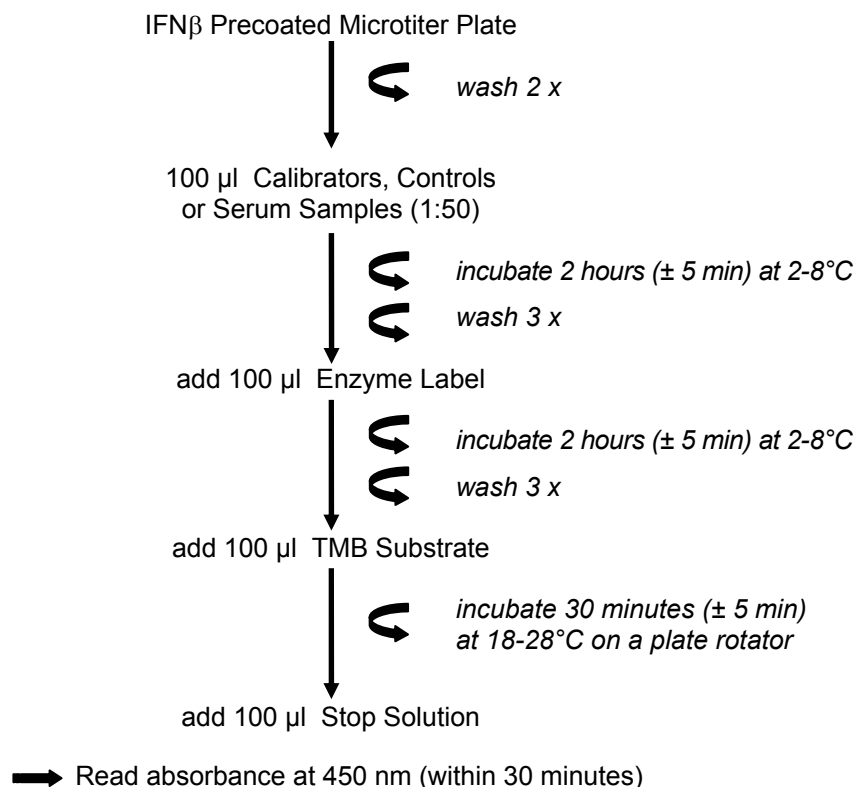 IFNβ Precoated Microtiter Plate
wash 2 x
100 µl Calibrators, Controls
or Serum Samples (1:50)
incubate 2 hours (± 5 min) at 2-8°C
wash 3 x
add 100 µl Enzyme Label
incubate 2 hours (± 5 min) at 2-8°C
wash 3 x
add 100 µl TMB Substrate
incubate 30 minutes (± 5 min)
at 18-28°C on a plate rotator
add 100 µl Stop Solution
Read absorbance at 450 nm (within 30 minutes)